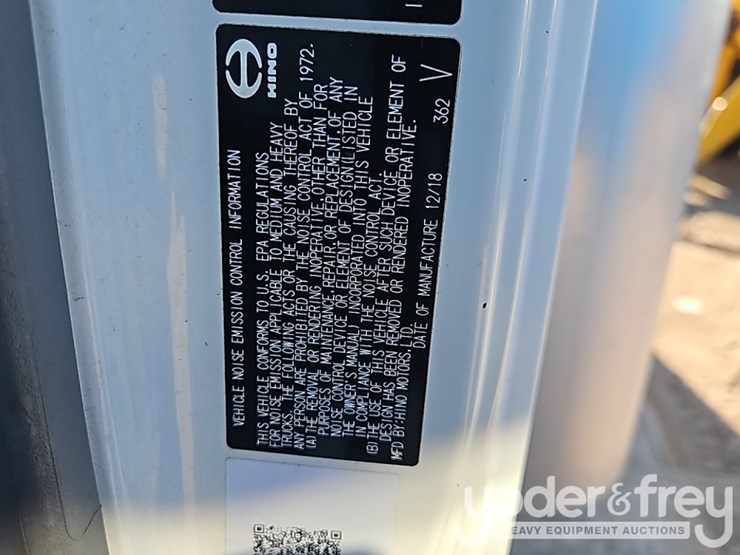 HINO
VEHICLE NOISE EMISSION CONTROL INFORMATION
THIS VEHICLE CONFORMS TO U.S. EPA REGULATIONS
FOR NOISE EMISSION APPLICABLE TO MEDIUM AND HEAVY
TRUCKS. THE FOLLOWING ACTS OR THE CAUSING THEREOF BY
ANY PERSON ARE PROHIBITED BY THE NOISE CONTROL ACT OF 1972.
(A) THE REMOVAL OR RENDERING INOPERATIVE, OTHER THAN FOR
PURPOSES OF MAINTENANCE, REPAIR, OR REPLACEMENT, OF ANY
NOISE CONTROL DEVICE OR ELEMENT OF DESIGN (LISTED IN
THE OWNER'S MANUAL) INCORPORATED INTO THIS VEHICLE
IN COMPLIANCE WITH THE NOISE CONTROL ACT.
(B) THE USE OF THIS VEHICLE AFTER SUCH DEVICE OR ELEMENT OF
DESIGN HAS BEEN REMOVED OR RENDERED INOPERATIVE.
MFD BY: HINO MOTORS, LTD.
DATE OF MANUFACTURE 12/18 362 V
yoder&frey
HEAVY EQUIPMENT AUCTIONS